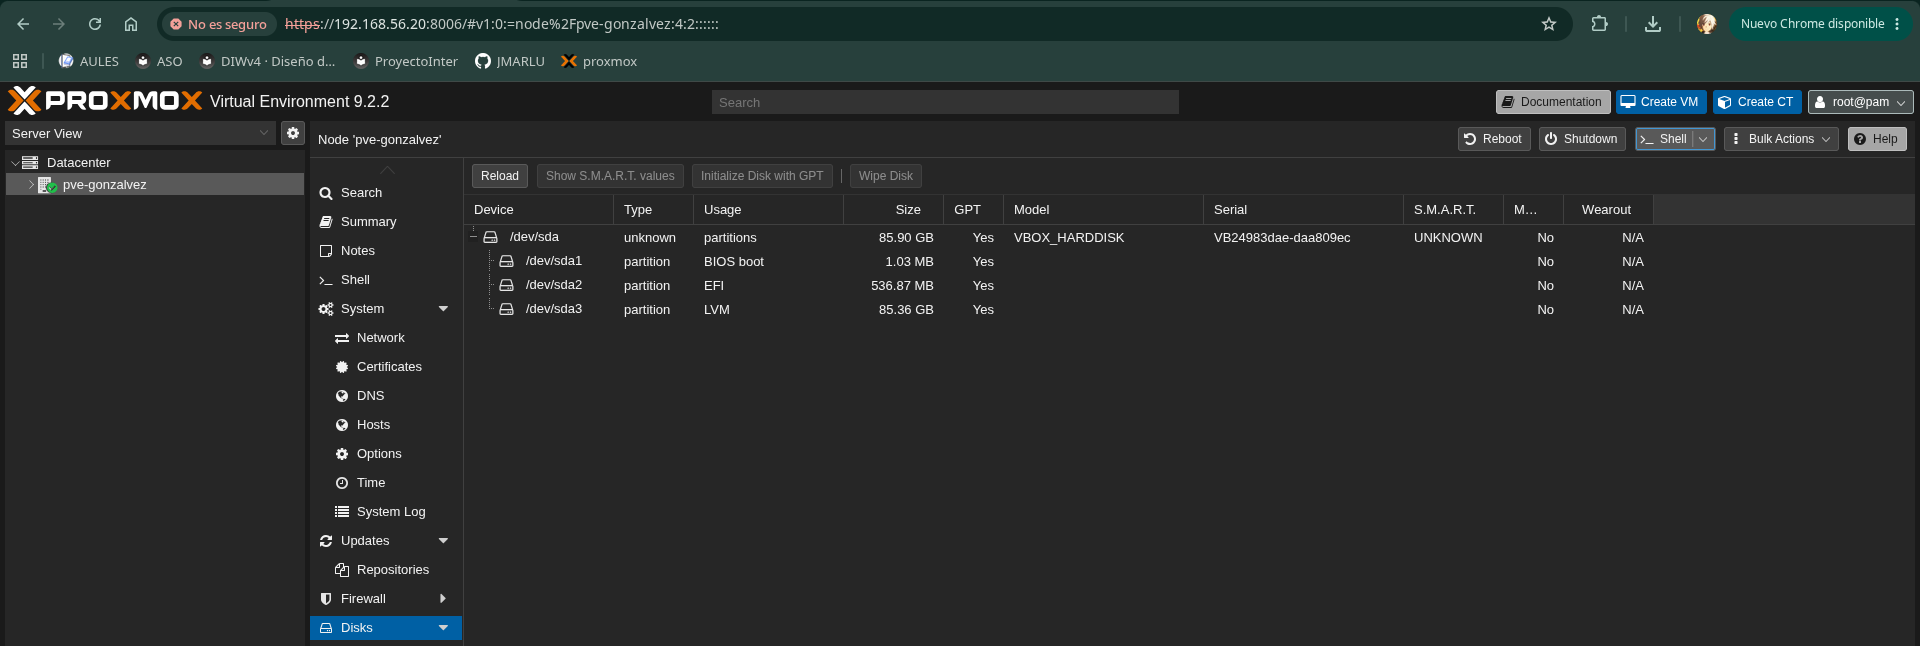 No es seguro https://192.168.56.20:8006/#v1:0:=node%2Fpve-gonzalvez:4:2:::::: Nuevo Chrome disponible
AULES ASO DIWv4 · Diseño d... ProyectoInter JMARLU proxmox
PROXMOX Virtual Environment 9.2.2 Search Documentation Create VM Create CT root@pam
Server View
Datacenter
pve-gonzalvez
Node 'pve-gonzalvez' Reboot Shutdown Shell Bulk Actions Help
Search
Summary
Notes
Shell
System
Network
Certificates
DNS
Hosts
Options
Time
System Log
Updates
Repositories
Firewall
Disks
Reload Show S.M.A.R.T. values Initialize Disk with GPT Wipe Disk
Device Type Usage Size GPT Model Serial S.M.A.R.T. M... Wearout
/dev/sda unknown partitions 85.90 GB Yes VBOX_HARDDISK VB24983dae-daa809ec UNKNOWN No N/A
/dev/sda1 partition BIOS boot 1.03 MB Yes No N/A
/dev/sda2 partition EFI 536.87 MB Yes No N/A
/dev/sda3 partition LVM 85.36 GB Yes No N/A